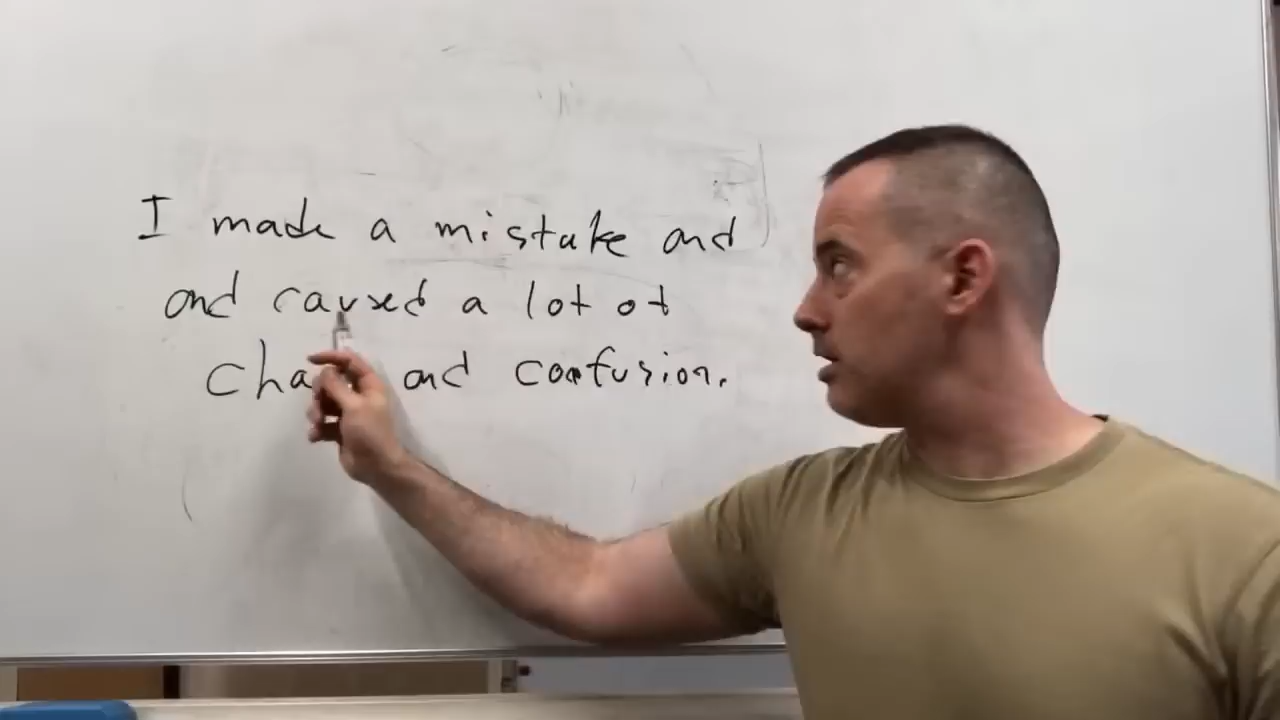 I made a mistake and
and caused a lot of
and confusion.